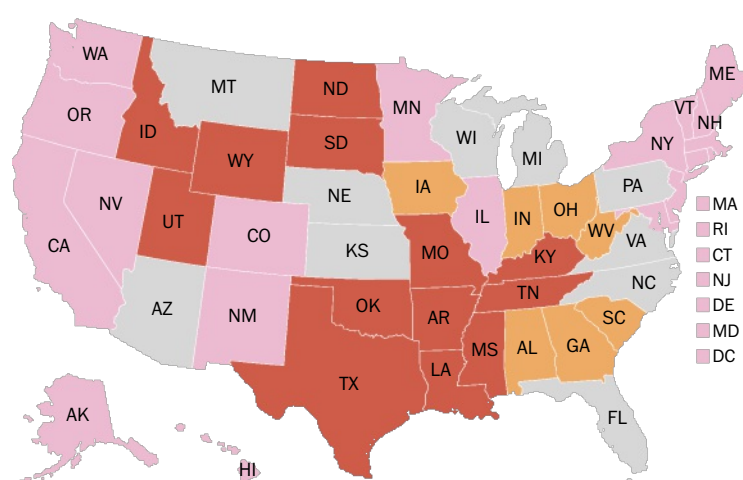 WA
MT
ND
ME
OR
ID
MN
VT
NH
WY
SD
WI
MI
NY
NV
UT
NE
IA
PA
CA
CO
KS
IL
IN
OH
WV
VA
MO
KY
AZ
NM
OK
AR
TN
NC
SC
TX
LA
MS
AL
GA
FL
AK
HI
MA
RI
CT
NJ
DE
MD
DC